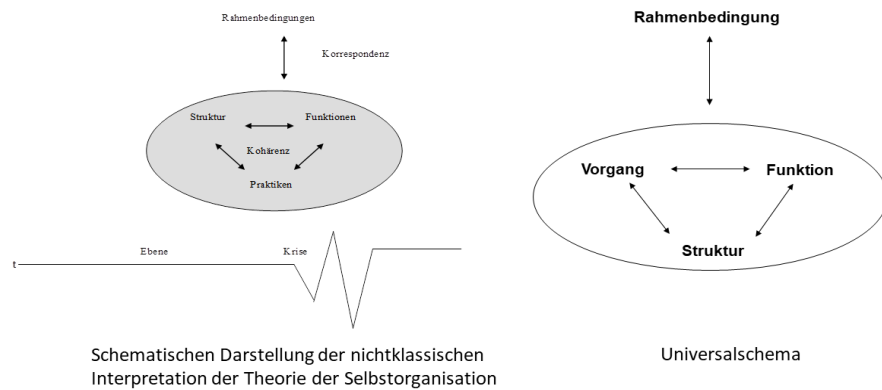 Rahmenbedingungen
Korrespondenz
Struktur
Funktionen
Kohärenz
Praktiken
t
Ebene
Krise
Schematischen Darstellung der nichtklassischen
Interpretation der Theorie der Selbstorganisation
Rahmenbedingung
Vorgang
Funktion
Struktur
Universalschema